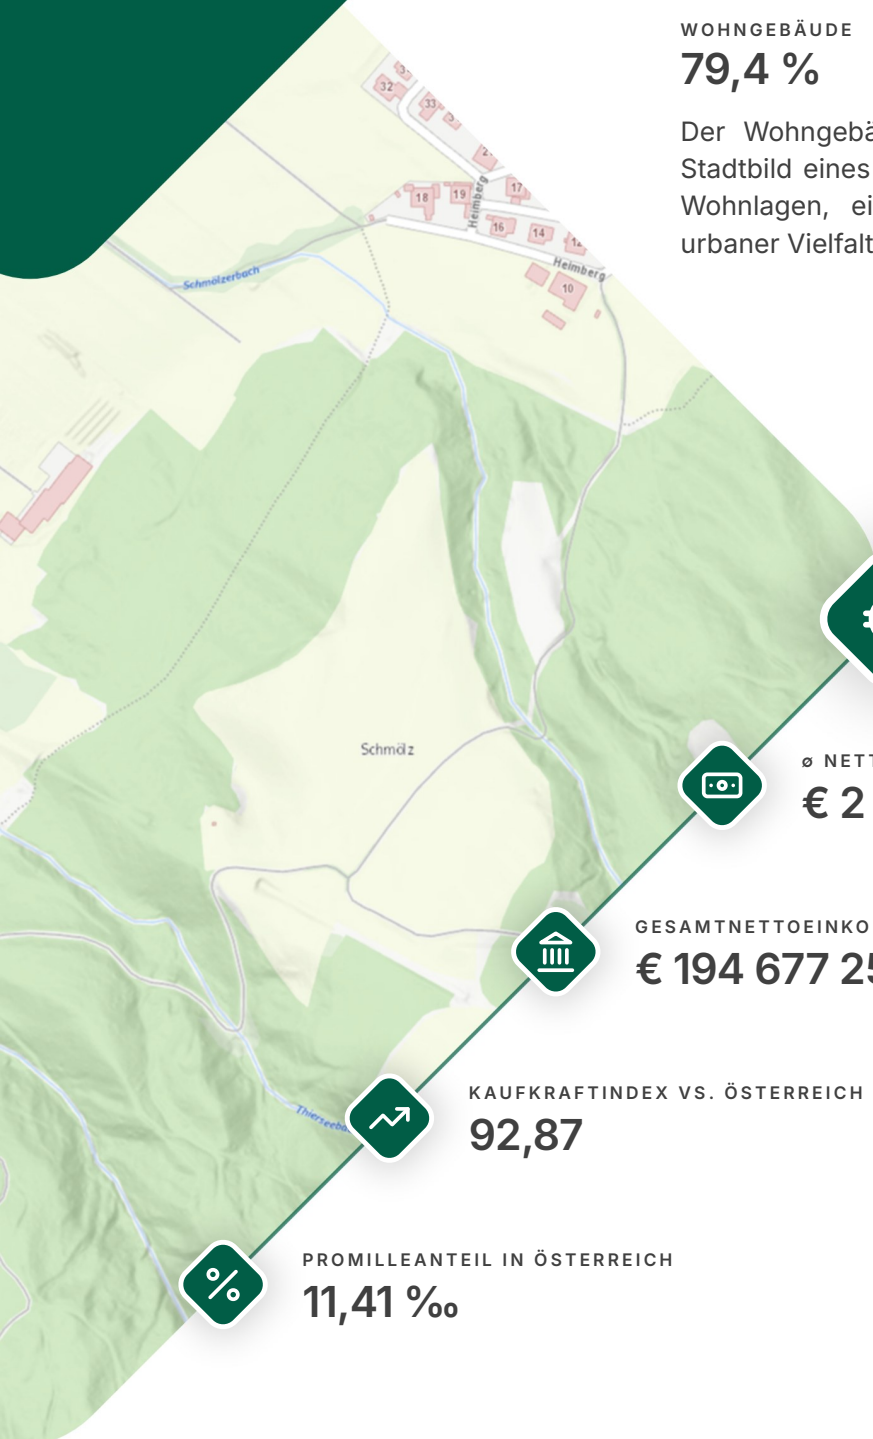 WOHNGEBÄUDE
79,4 %
Der Wohngebä
Stadtbild eines
Wohnlagen, ei
urbaner Vielfalt
32
33
18
19
17
Heimberg
16
14
Heimberg
10
Schmölzerbach
Schmölz
ø NETT
€ 2
GESAMTNETTOEINKO
€ 194 677 25
KAUFKRAFTINDEX VS. ÖSTERREICH
92,87
Thierseeba
PROMILLEANTEIL IN ÖSTERREICH
11,41 ‰